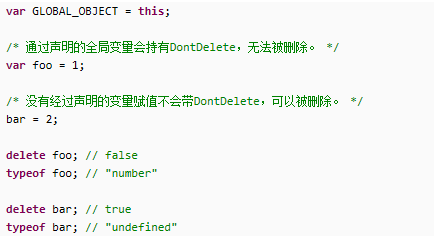 var GLOBAL_OBJECT = this;
/* 通过声明的全局变量会持有DontDelete，无法被删除。 */
var foo = 1;
/* 没有经过声明的变量赋值不会带DontDelete，可以被删除。 */
bar = 2;
delete foo; // false
typeof foo; // "number"
delete bar; // true
typeof bar; // "undefined"